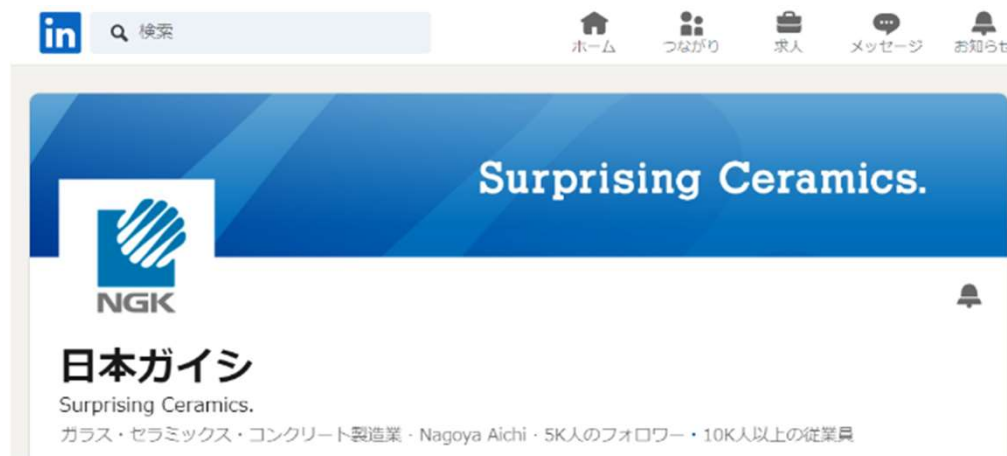 in 検索
ホーム つながり 求人 メッセージ お知らせ
Surprising Ceramics.
NGK
日本ガイシ
Surprising Ceramics.
ガラス・セラミックス・コンクリート製造業 · Nagoya Aichi · 5K人のフォロワー・10K人以上の従業員